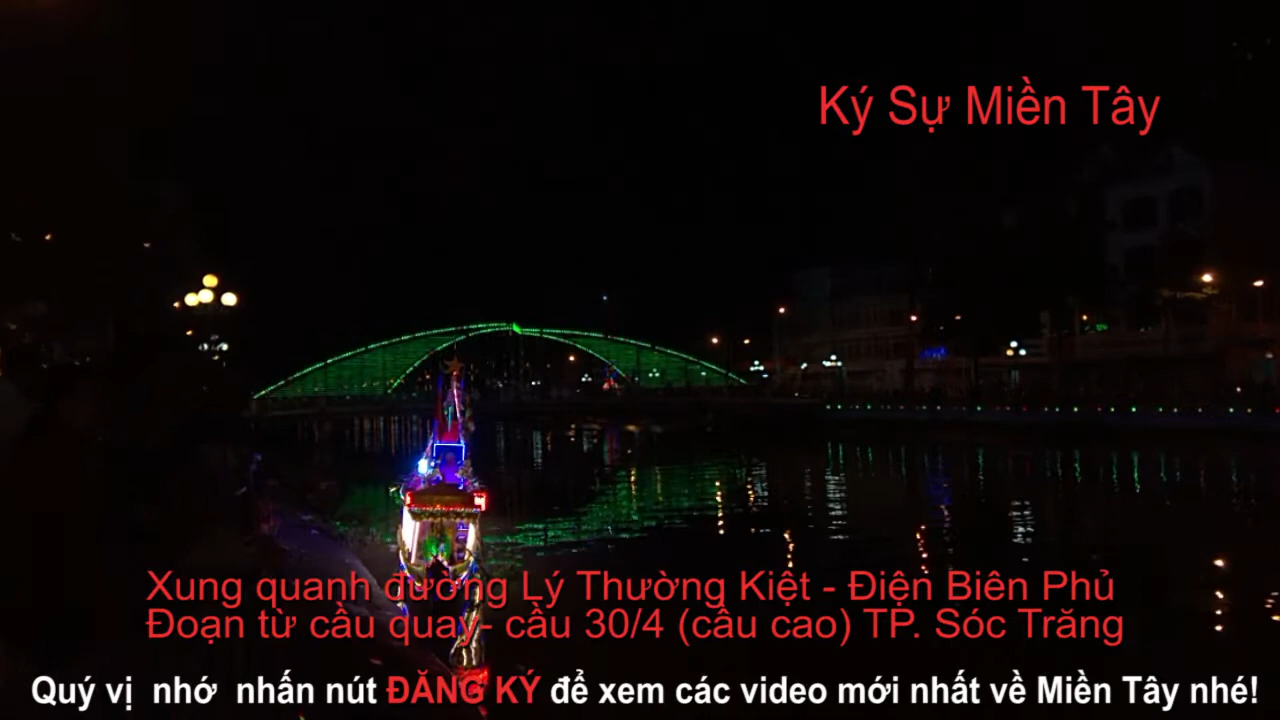 Ký Sự Miền Tây
Xung quanh đường Lý Thường Kiệt - Điện Biên Phủ
Đoạn từ cầu quay- cầu 30/4 (cầu cao) TP. Sóc Trăng
Quý vị nhớ nhấn nút ĐĂNG KÝ để xem các video mới nhất về Miền Tây nhé!